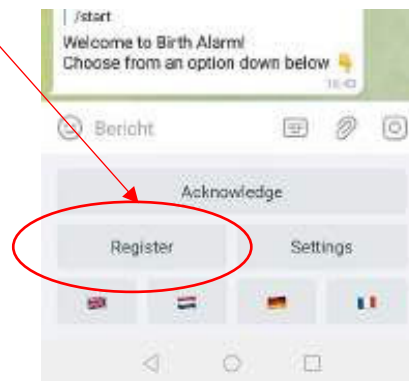 /start
Welcome to Birth Alarm!
Choose from an option down below 👇
Bericht
Acknowledge
Register Settings